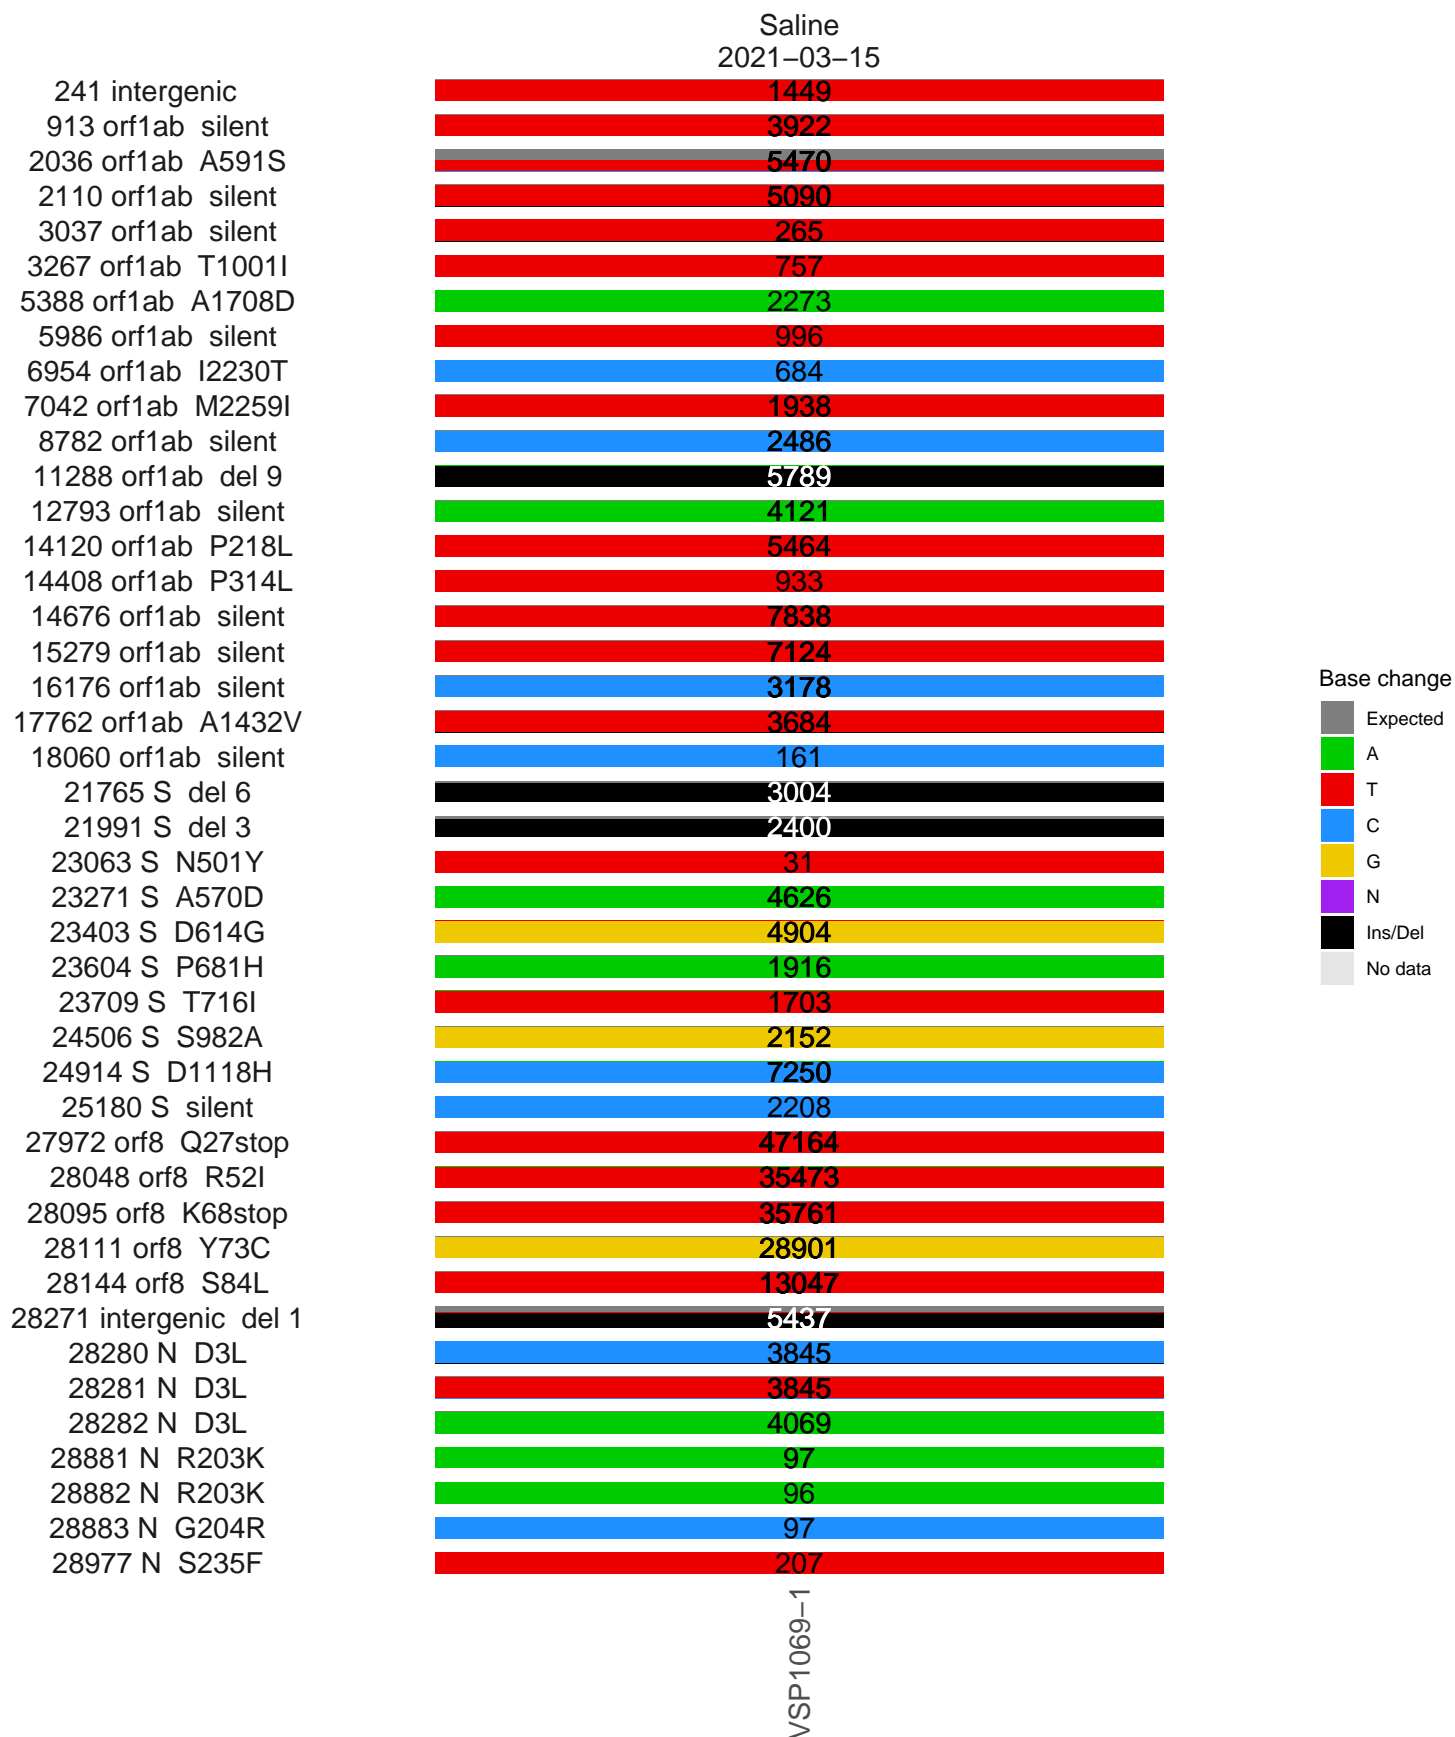 Saline
2021−03−15
241 intergenic 1449
913 orf1ab silent 3922
2036 orf1ab A591S 5470
2110 orf1ab silent 5090
3037 orf1ab silent 265
3267 orf1ab T1001I 757
5388 orf1ab A1708D 2273
5986 orf1ab silent 996
6954 orf1ab I2230T 684
7042 orf1ab M2259I 1938
8782 orf1ab silent 2486
11288 orf1ab del 9 5789
12793 orf1ab silent 4121
14120 orf1ab P218L 5464
14408 orf1ab P314L 933
14676 orf1ab silent 7838
15279 orf1ab silent 7124
16176 orf1ab silent 3178
17762 orf1ab A1432V 3684
18060 orf1ab silent 161
21765 S del 6 3004
21991 S del 3 2400
23063 S N501Y 31
23271 S A570D 4626
23403 S D614G 4904
23604 S P681H 1916
23709 S T716I 1703
24506 S S982A 2152
24914 S D1118H 7250
25180 S silent 2208
27972 orf8 Q27stop 47164
28048 orf8 R52I 35473
28095 orf8 K68stop 35761
28111 orf8 Y73C 28901
28144 orf8 S84L 13047
28271 intergenic del 1 5437
28280 N D3L 3845
28281 N D3L 3845
28282 N D3L 4069
28881 N R203K 97
28882 N R203K 96
28883 N G204R 97
28977 N S235F 207
VSP1069−1
Base change
Expected
A
T
C
G
N
Ins/Del
No data